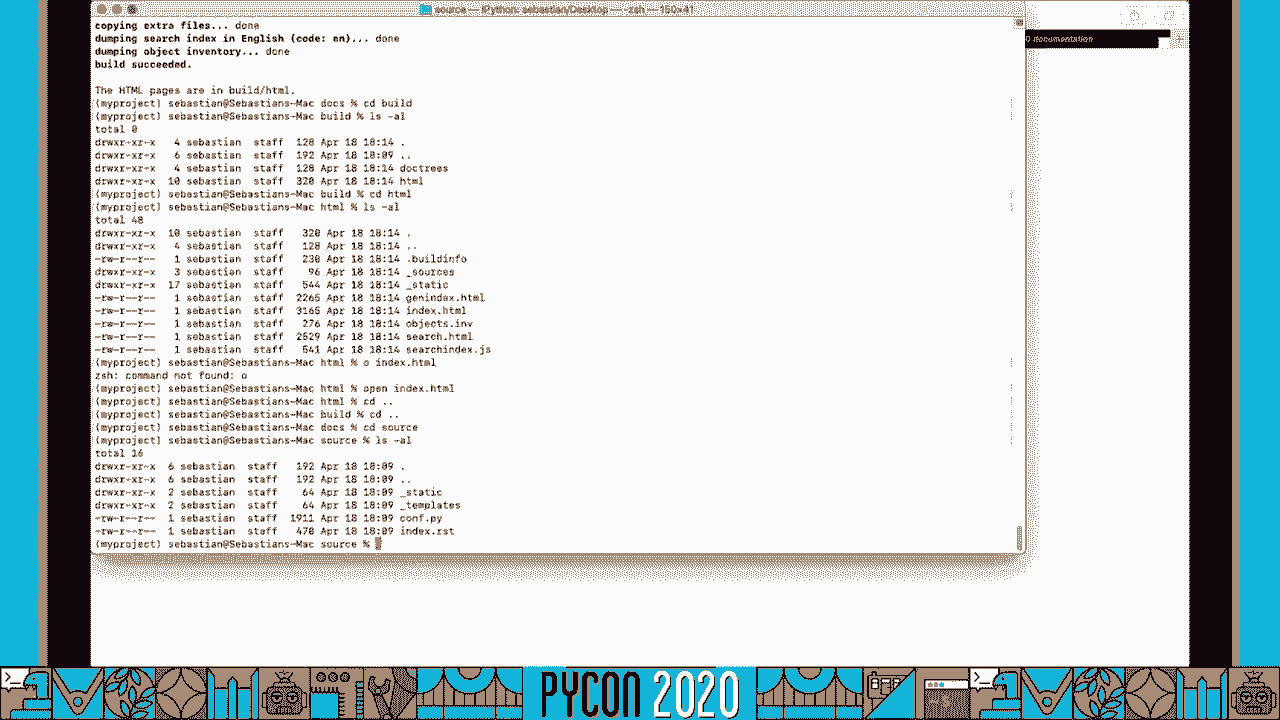 source — IPython: sebastian/Desktop — -zsh — 150×41
copying extra files... done
dumping search index in English (code: en)... done
dumping object inventory... done
build succeeded.
The HTML pages are in build/html.
(myproject) sebastian@Sebastians-Mac docs % cd build
(myproject) sebastian@Sebastians-Mac build % ls -al
total 0
drwxr-xr-x   4 sebastian  staff  128 Apr 18 18:14 .
drwxr-xr-x   6 sebastian  staff  192 Apr 18 18:09 ..
drwxr-xr-x   4 sebastian  staff  128 Apr 18 18:14 doctrees
drwxr-xr-x  10 sebastian  staff  320 Apr 18 18:14 html
(myproject) sebastian@Sebastians-Mac build % cd html
(myproject) sebastian@Sebastians-Mac html % ls -al
total 48
drwxr-xr-x  10 sebastian  staff   320 Apr 18 18:14 .
drwxr-xr-x   4 sebastian  staff   128 Apr 18 18:14 ..
-rw-r--r--   1 sebastian  staff   230 Apr 18 18:14 .buildinfo
drwxr-xr-x   3 sebastian  staff    96 Apr 18 18:14 _sources
drwxr-xr-x  17 sebastian  staff   544 Apr 18 18:14 _static
-rw-r--r--   1 sebastian  staff  2265 Apr 18 18:14 genindex.html
-rw-r--r--   1 sebastian  staff  3165 Apr 18 18:14 index.html
-rw-r--r--   1 sebastian  staff   276 Apr 18 18:14 objects.inv
-rw-r--r--   1 sebastian  staff  2529 Apr 18 18:14 search.html
-rw-r--r--   1 sebastian  staff   541 Apr 18 18:14 searchindex.js
(myproject) sebastian@Sebastians-Mac html % o index.html
zsh: command not found: o
(myproject) sebastian@Sebastians-Mac html % open index.html
(myproject) sebastian@Sebastians-Mac html % cd ..
(myproject) sebastian@Sebastians-Mac build % cd ..
(myproject) sebastian@Sebastians-Mac docs % cd source
(myproject) sebastian@Sebastians-Mac source % ls -al
total 16
drwxr-xr-x  6 sebastian  staff   192 Apr 18 18:09 .
drwxr-xr-x  6 sebastian  staff   192 Apr 18 18:09 ..
drwxr-xr-x  2 sebastian  staff    64 Apr 18 18:09 _static
drwxr-xr-x  2 sebastian  staff    64 Apr 18 18:09 _templates
-rw-r--r--  1 sebastian  staff  1911 Apr 18 18:09 conf.py
-rw-r--r--  1 sebastian  staff   470 Apr 18 18:09 index.rst
(myproject) sebastian@Sebastians-Mac source %
0 documentation
PYCON 2020